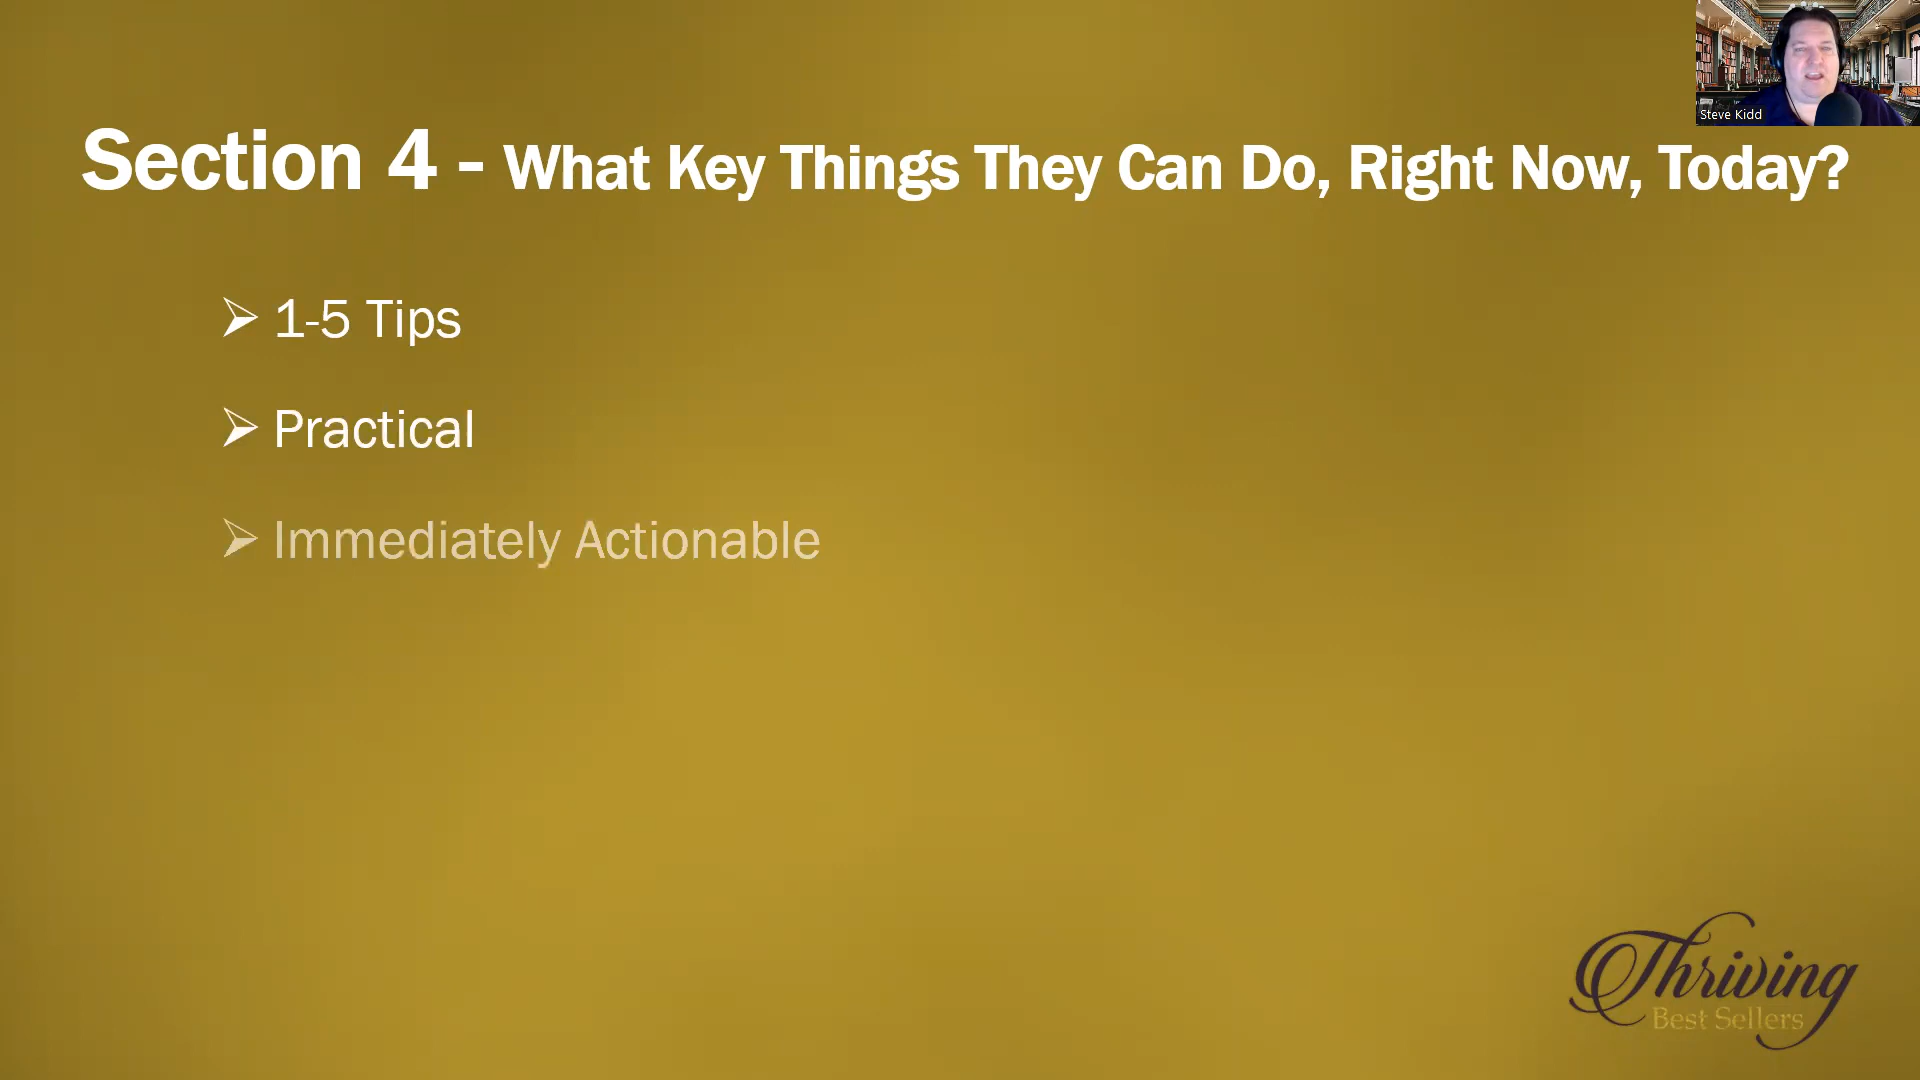 Steve Kidd
Section 4 - What Key Things They Can Do, Right Now, Today?
1-5 Tips
Practical
Immediately Actionable
Thriving
Best Sellers